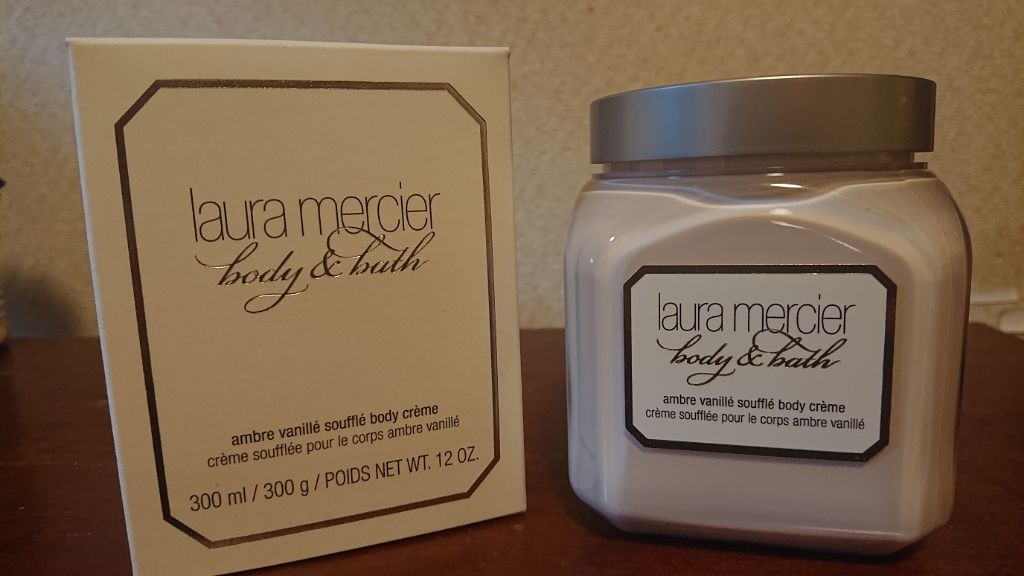 laura mercier
body & bath
ambre vanillé soufflé body crème
crème soufflée pour le corps ambre vanillé
300 ml / 300 g / POIDS NET WT. 12 OZ.
laura mercier
body & bath
ambre vanillé soufflé body crème
crème soufflée pour le corps ambre vanillé